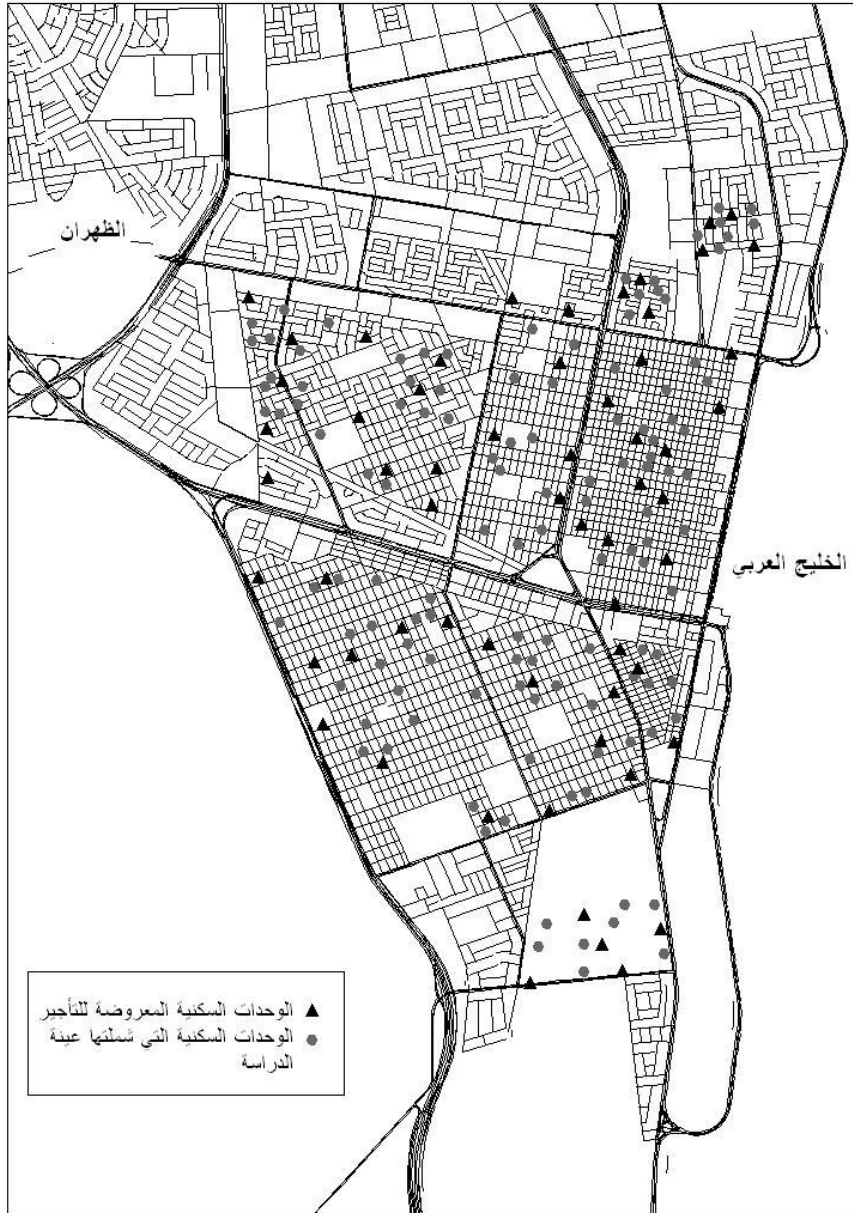 الظهران
الخليج العربي
الوحدات السكنية المعروضة للتأجير
الوحدات السكنية التي شملتها عينة
الدراسة